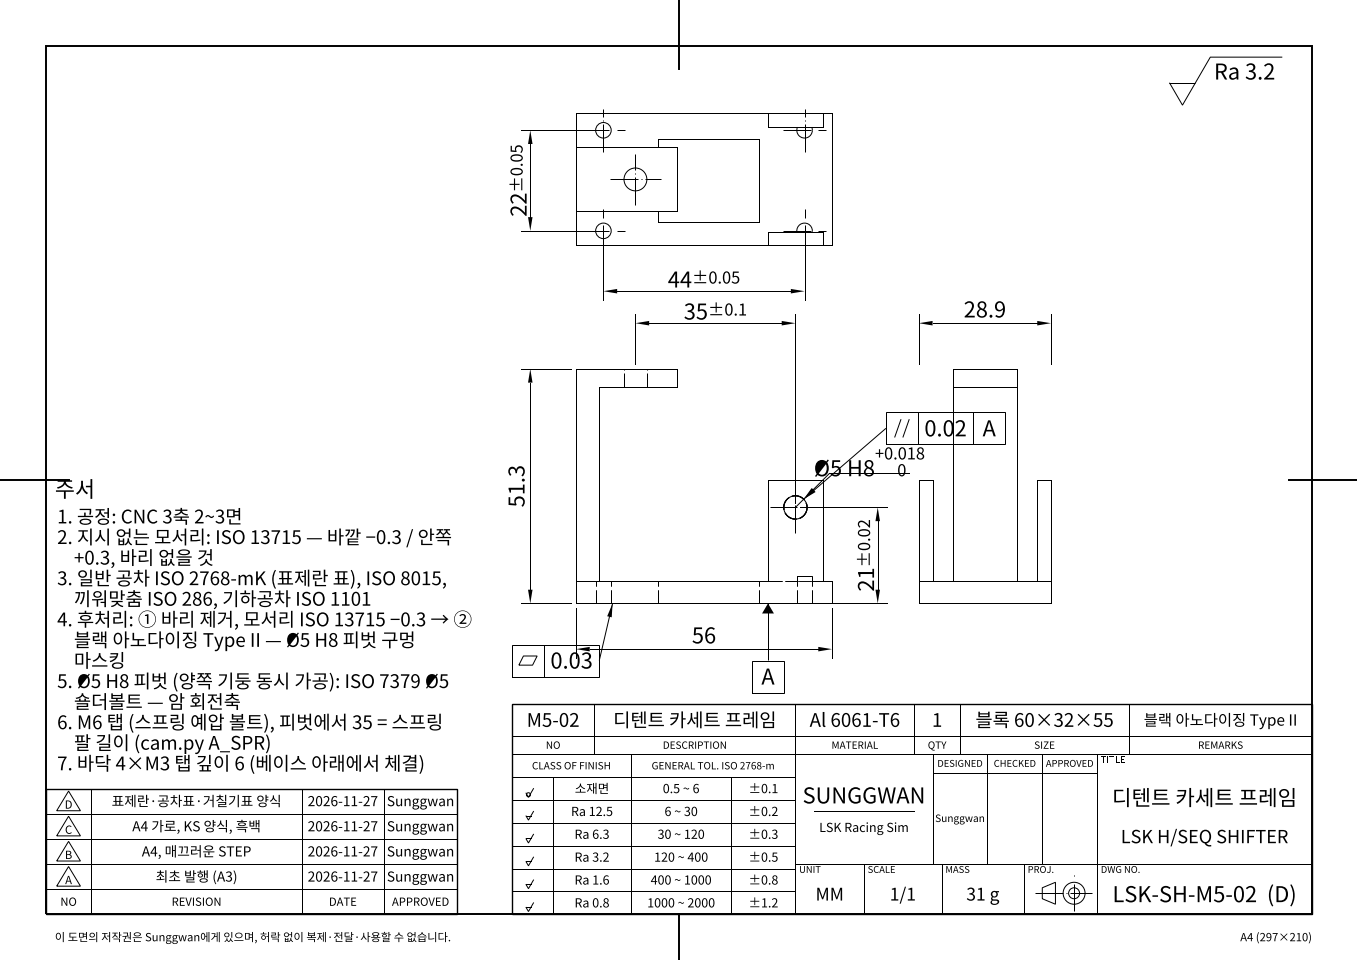 Ra 3.2
22±0.05
44±0.05
35±0.1
28.9
// 0.02 A
+0.018
Ø5 H8 0
51.3
21±0.02
56
0.03
A
주서
1. 공정: CNC 3축 2~3면
2. 지시 없는 모서리: ISO 13715 — 바깥 −0.3 / 안쪽
+0.3, 바리 없을 것
3. 일반 공차 ISO 2768-mK (표제란 표), ISO 8015,
끼워맞춤 ISO 286, 기하공차 ISO 1101
4. 후처리: ① 바리 제거, 모서리 ISO 13715 −0.3 → ②
블랙 아노다이징 Type II — Ø5 H8 피벗 구멍
마스킹
5. Ø5 H8 피벗 (양쪽 기둥 동시 가공): ISO 7379 Ø5
숄더볼트 — 암 회전축
6. M6 탭 (스프링 예압 볼트), 피벗에서 35 = 스프링
팔 길이 (cam.py A_SPR)
7. 바닥 4×M3 탭 깊이 6 (베이스 아래에서 체결)
D 표제란·공차표·거칠기표 양식 2026-11-27 Sunggwan
C A4 가로, KS 양식, 흑백 2026-11-27 Sunggwan
B A4, 매끄러운 STEP 2026-11-27 Sunggwan
A 최초 발행 (A3) 2026-11-27 Sunggwan
NO REVISION DATE APPROVED
M5-02 디텐트 카세트 프레임 Al 6061-T6 1 블록 60×32×55 블랙 아노다이징 Type II
NO DESCRIPTION MATERIAL QTY SIZE REMARKS
CLASS OF FINISH GENERAL TOL. ISO 2768-m
소재면 0.5 ~ 6 ±0.1
Ra 12.5 6 ~ 30 ±0.2
Ra 6.3 30 ~ 120 ±0.3
Ra 3.2 120 ~ 400 ±0.5
Ra 1.6 400 ~ 1000 ±0.8
Ra 0.8 1000 ~ 2000 ±1.2
SUNGGWAN
LSK Racing Sim
DESIGNED CHECKED APPROVED
Sunggwan
TITLE
디텐트 카세트 프레임
LSK H/SEQ SHIFTER
UNIT SCALE MASS PROJ. DWG NO.
MM 1/1 31 g LSK-SH-M5-02 (D)
이 도면의 저작권은 Sunggwan에게 있으며, 허락 없이 복제·전달·사용할 수 없습니다.
A4 (297×210)